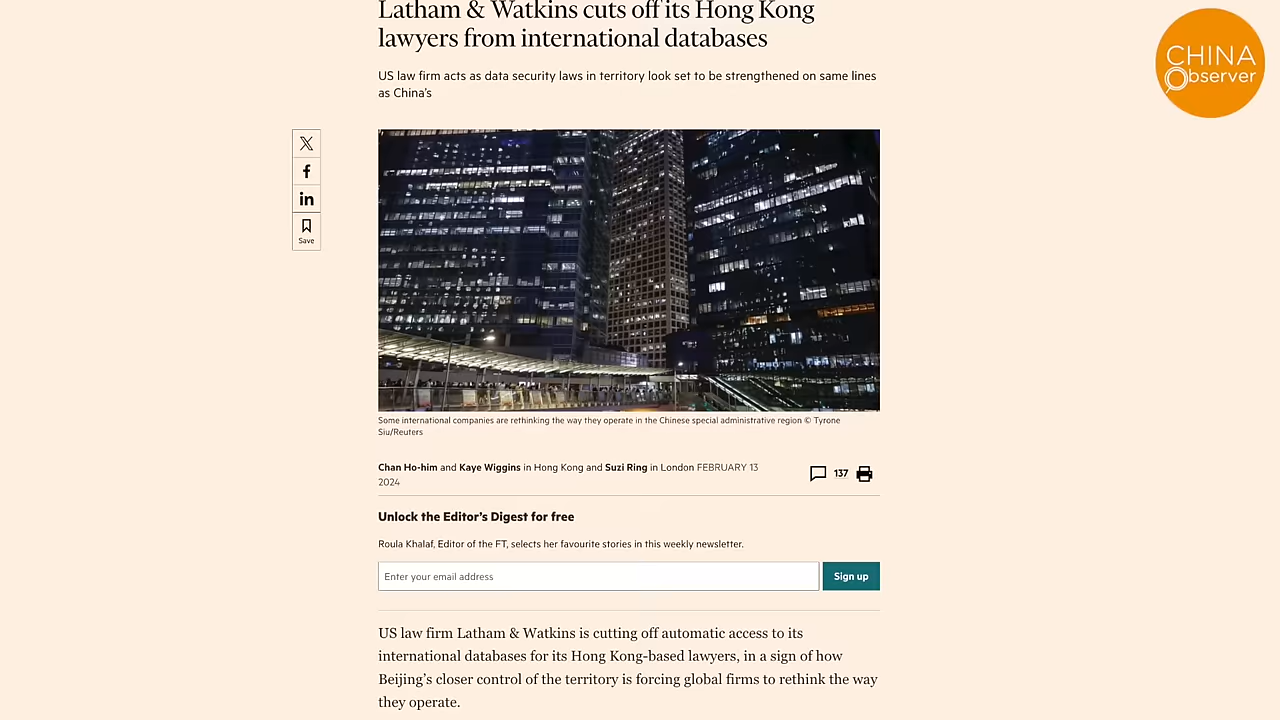 Latham & Watkins cuts off its Hong Kong
lawyers from international databases
CHINA
Observer
US law firm acts as data security laws in territory look set to be strengthened on same lines
as China's
Save
Some international companies are rethinking the way they operate in the Chinese special administrative region © Tyrone
Siu/Reuters
Chan Ho-him and Kaye Wiggins in Hong Kong and Suzi Ring in London FEBRUARY 13
2024
137
Unlock the Editor's Digest for free
Roula Khalaf, Editor of the FT, selects her favourite stories in this weekly newsletter.
Enter your email address
Sign up
US law firm Latham & Watkins is cutting off automatic access to its
international databases for its Hong Kong-based lawyers, in a sign of how
Beijing's closer control of the territory is forcing global firms to rethink the way
they operate.